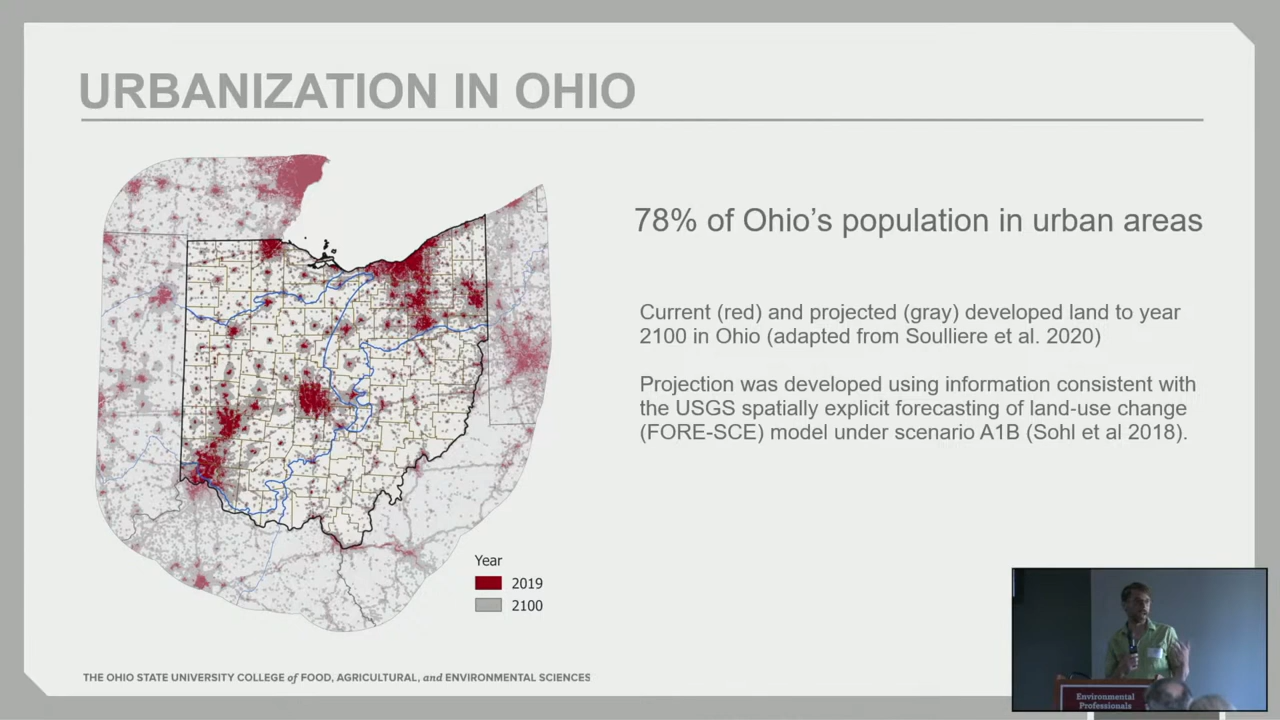 URBANIZATION IN OHIO
78% of Ohio's population in urban areas
Current (red) and projected (gray) developed land to year
2100 in Ohio (adapted from Soulliere et al. 2020)
Projection was developed using information consistent with
the USGS spatially explicit forecasting of land-use change
(FORE-SCE) model under scenario A1B (Sohl et al 2018).
Year
2019
2100
THE OHIO STATE UNIVERSITY COLLEGE of FOOD, AGRICULTURAL, and ENVIRONMENTAL SCIENCES
Environmental
Professionals